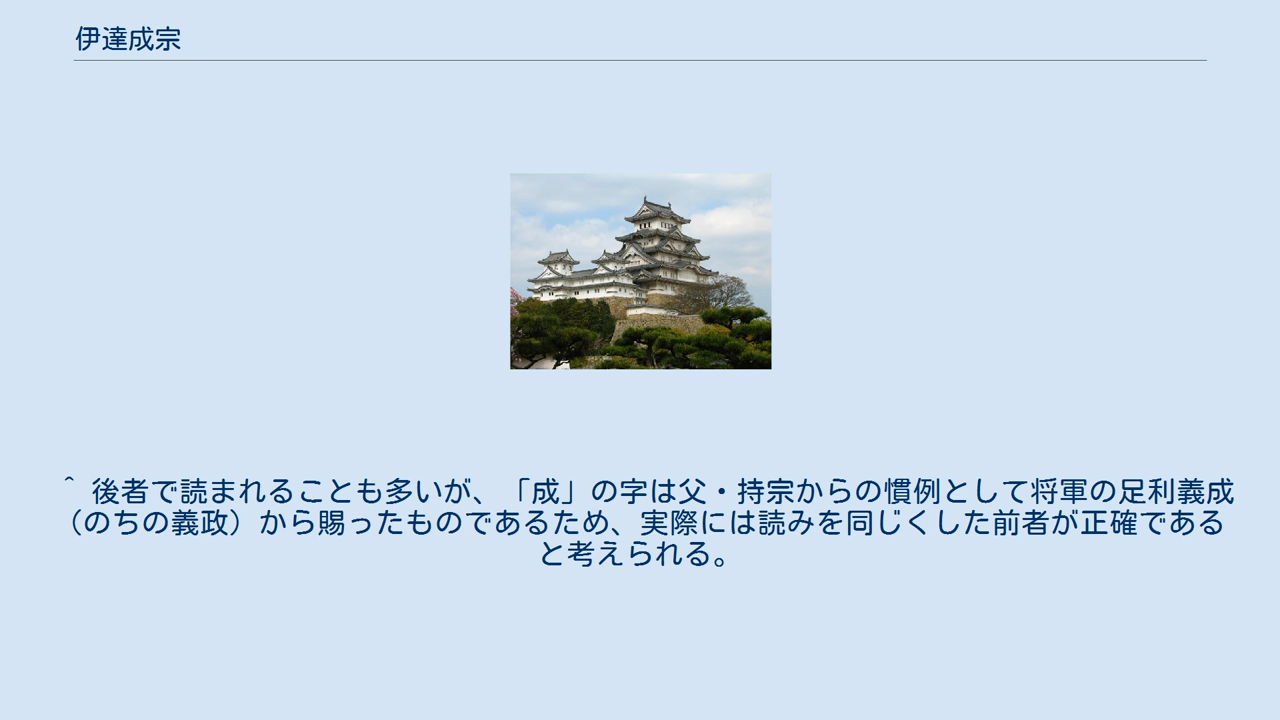 伊達成宗
^ 後者で読まれることも多いが、「成」の字は父・持宗からの慣例として将軍の足利義成
（のちの義政）から賜ったものであるため、実際には読みを同じくした前者が正確である
と考えられる。